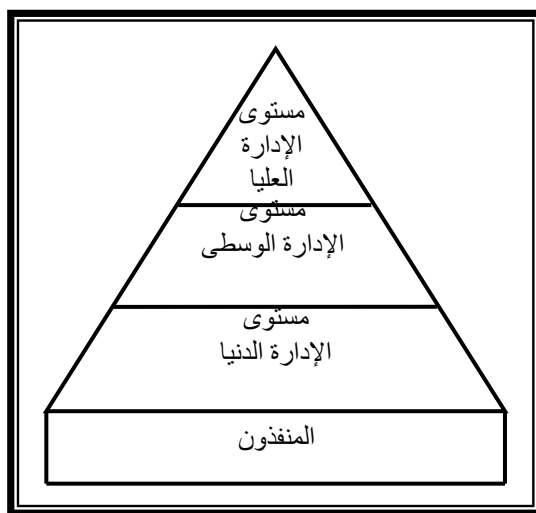 مستوى
الإدارة
العليا
مستوى
الإدارة الوسطى
مستوى
الإدارة الدنيا
المنفذون